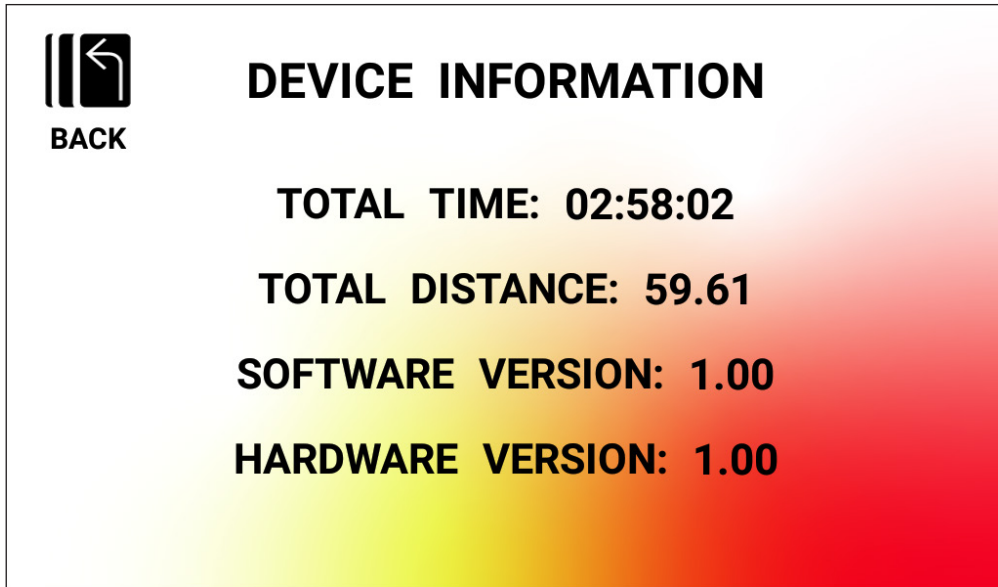 BACK
DEVICE INFORMATION
TOTAL TIME: 02:58:02
TOTAL DISTANCE: 59.61
SOFTWARE VERSION: 1.00
HARDWARE VERSION: 1.00